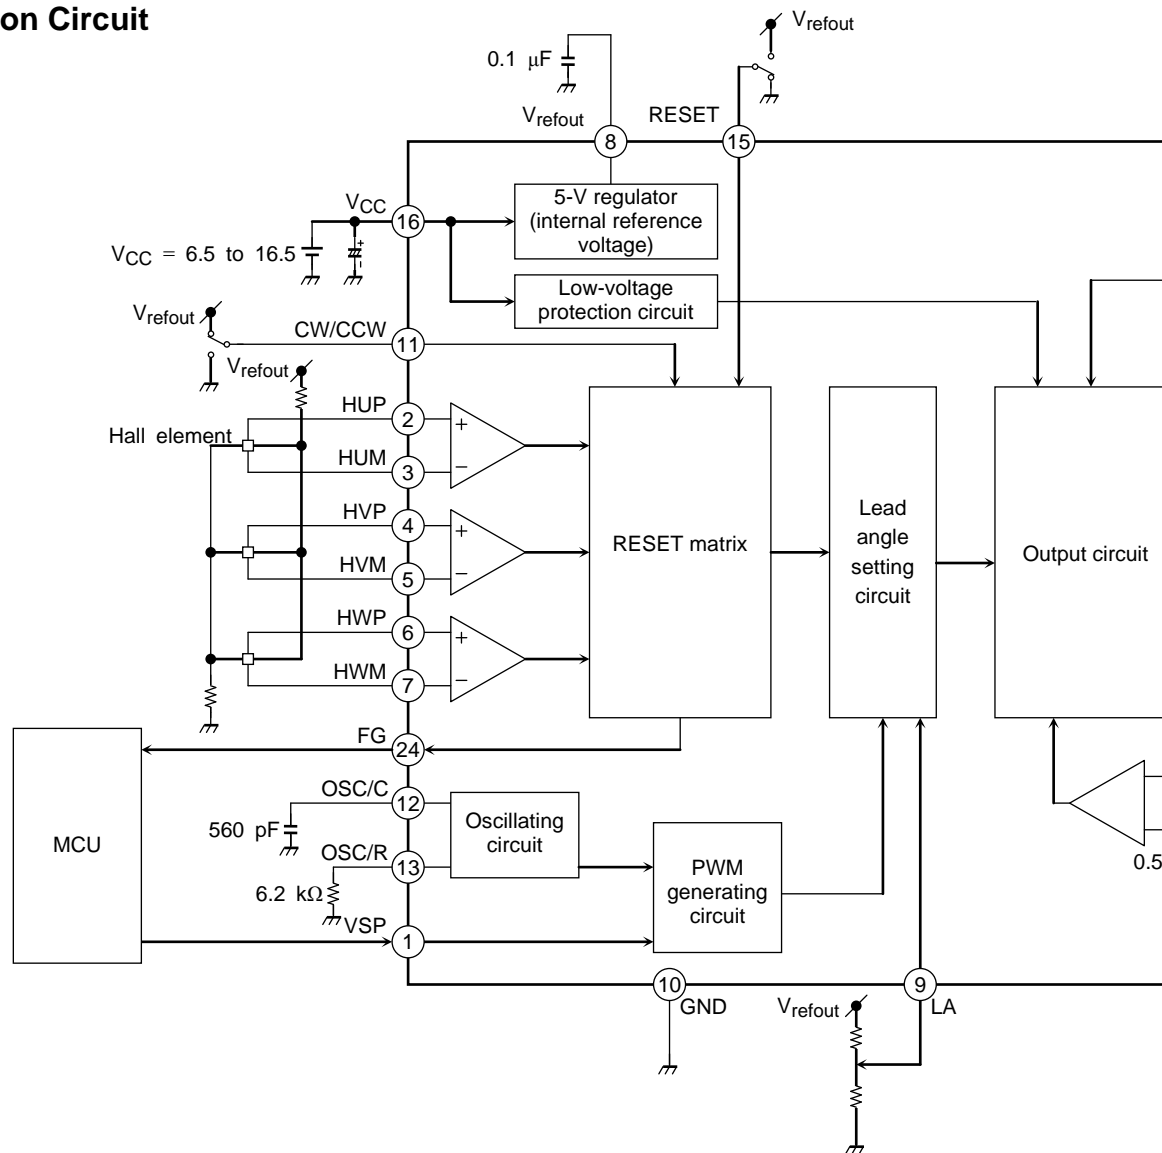 on Circuit
Vrefout
0.1 μF
Vrefout
RESET
8
15
5-V regulator
(internal reference
voltage)
VCC
16
VCC = 6.5 to 16.5
+
-
Low-voltage
protection circuit
Vrefout
CW/CCW
11
Vrefout
HUP
2
+
Hall element
HUM
3
−
HVP
4
+
HVM
5
−
HWP
6
+
HWM
7
−
RESET matrix
Lead
angle
setting
circuit
Output circuit
FG
24
OSC/C
12
560 pF
Oscillating
circuit
OSC/R
13
6.2 kΩ
MCU
PWM
generating
circuit
0.5
VSP
1
10
GND
9
LA
Vrefout